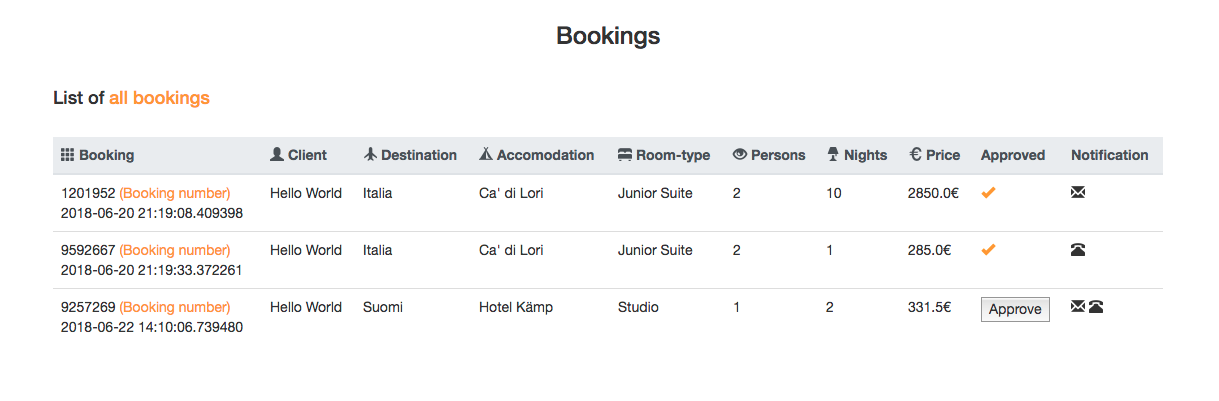 Bookings
List of all bookings
Booking Client Destination Accomodation Room-type Persons Nights € Price Approved Notification
1201952 (Booking number) Hello World Italia Ca' di Lori Junior Suite 2 10 2850.0€
2018-06-20 21:19:08.409398
9592667 (Booking number) Hello World Italia Ca' di Lori Junior Suite 2 1 285.0€
2018-06-20 21:19:33.372261
9257269 (Booking number) Hello World Suomi Hotel Kämp Studio 1 2 331.5€ Approve
2018-06-22 14:10:06.739480